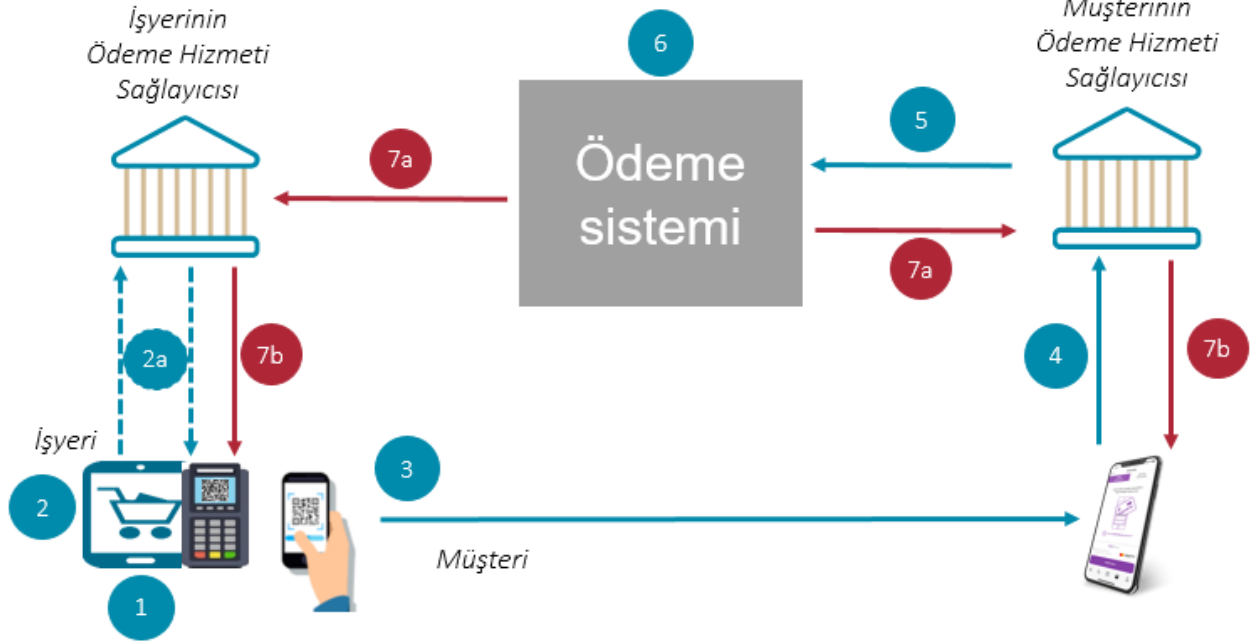 İşyerinin
Ödeme Hizmeti
Sağlayıcısı
6
Müşterinin
Ödeme Hizmeti
Sağlayıcısı
5
7a
Ödeme
sistemi
7a
2a
7b
4
7b
İşyeri
2
3
Müşteri
1